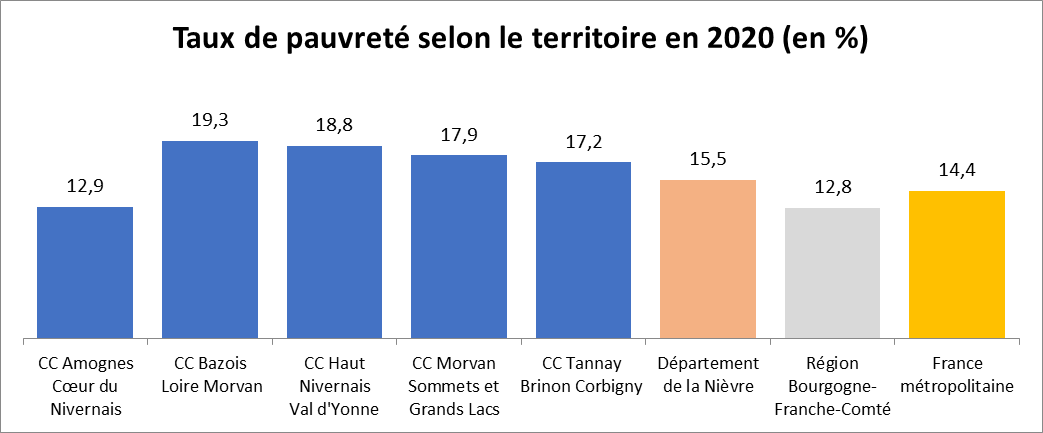 Taux de pauvreté selon le territoire en 2020 (en %)
12,9
19,3
18,8
17,9
17,2
15,5
12,8
14,4
CC Amognes
Cœur du
Nivernais
CC Bazois
Loire Morvan
CC Haut
Nivernais
Val d'Yonne
CC Morvan
Sommets et
Grands Lacs
CC Tannay
Brinon Corbigny
Département
de la Nièvre
Région
Bourgogne-
Franche-Comté
France
métropolitaine